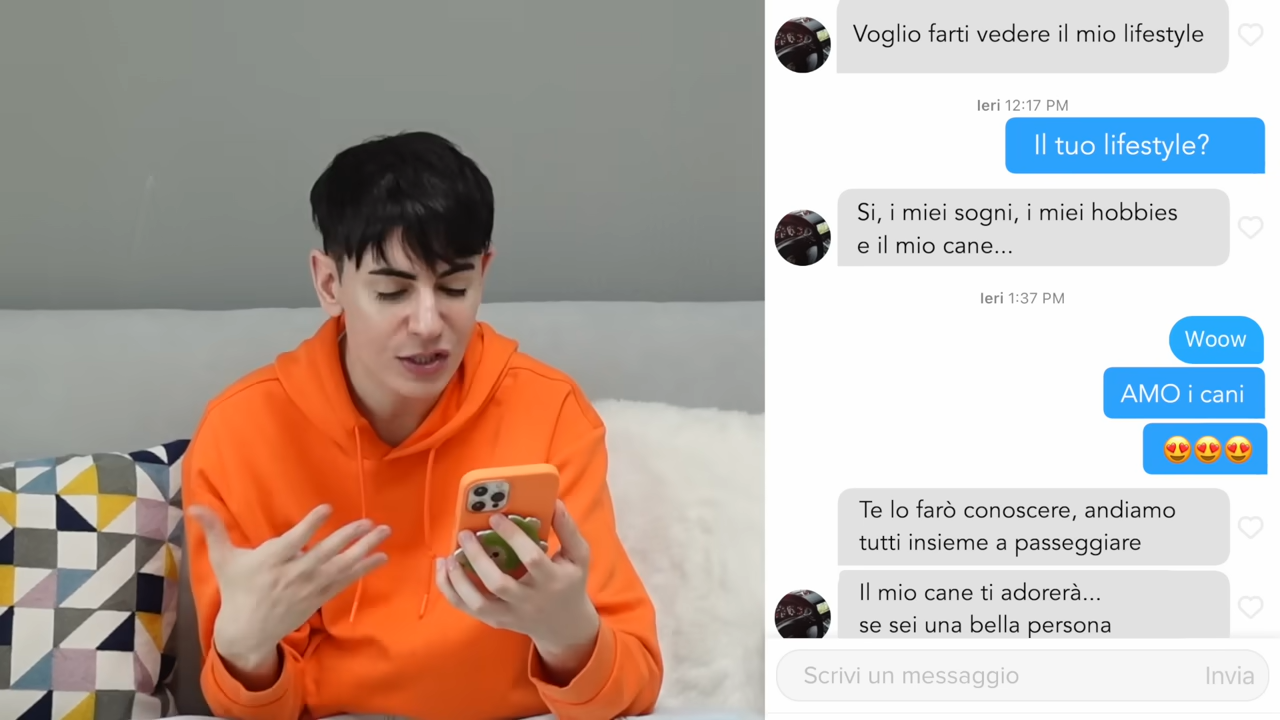 Voglio farti vedere il mio lifestyle
Ieri 12:17 PM
Il tuo lifestyle?
Si, i miei sogni, i miei hobbies
e il mio cane...
Ieri 1:37 PM
Woow
AMO i cani
😍😍😍
Te lo farò conoscere, andiamo
tutti insieme a passeggiare
Il mio cane ti adorerà...
se sei una bella persona
Scrivi un messaggio
Invia